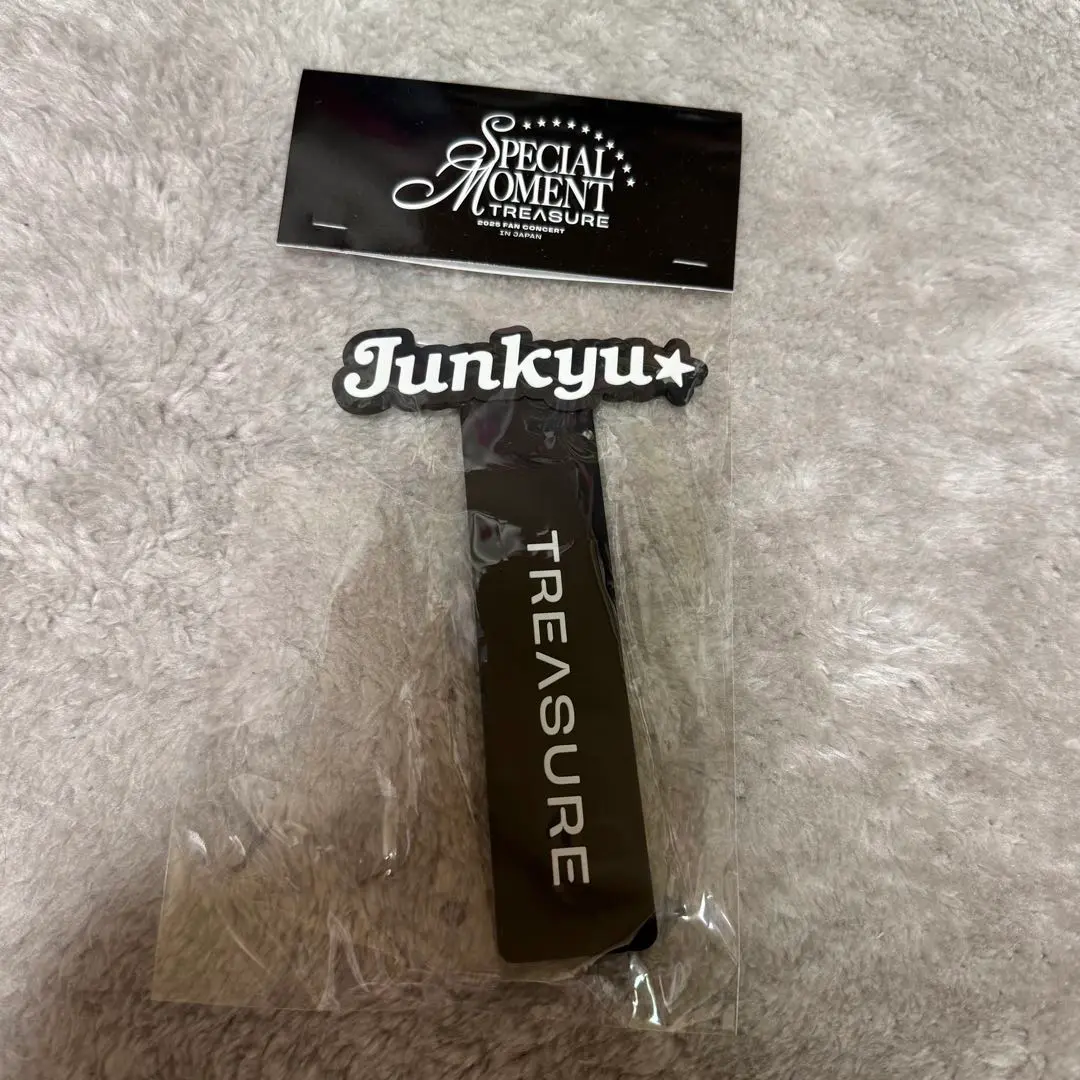 SPECIAL
MOMENT
TREASURE
2025 FAN CONCERT
IN JAPAN
Junkyu
TREASURE